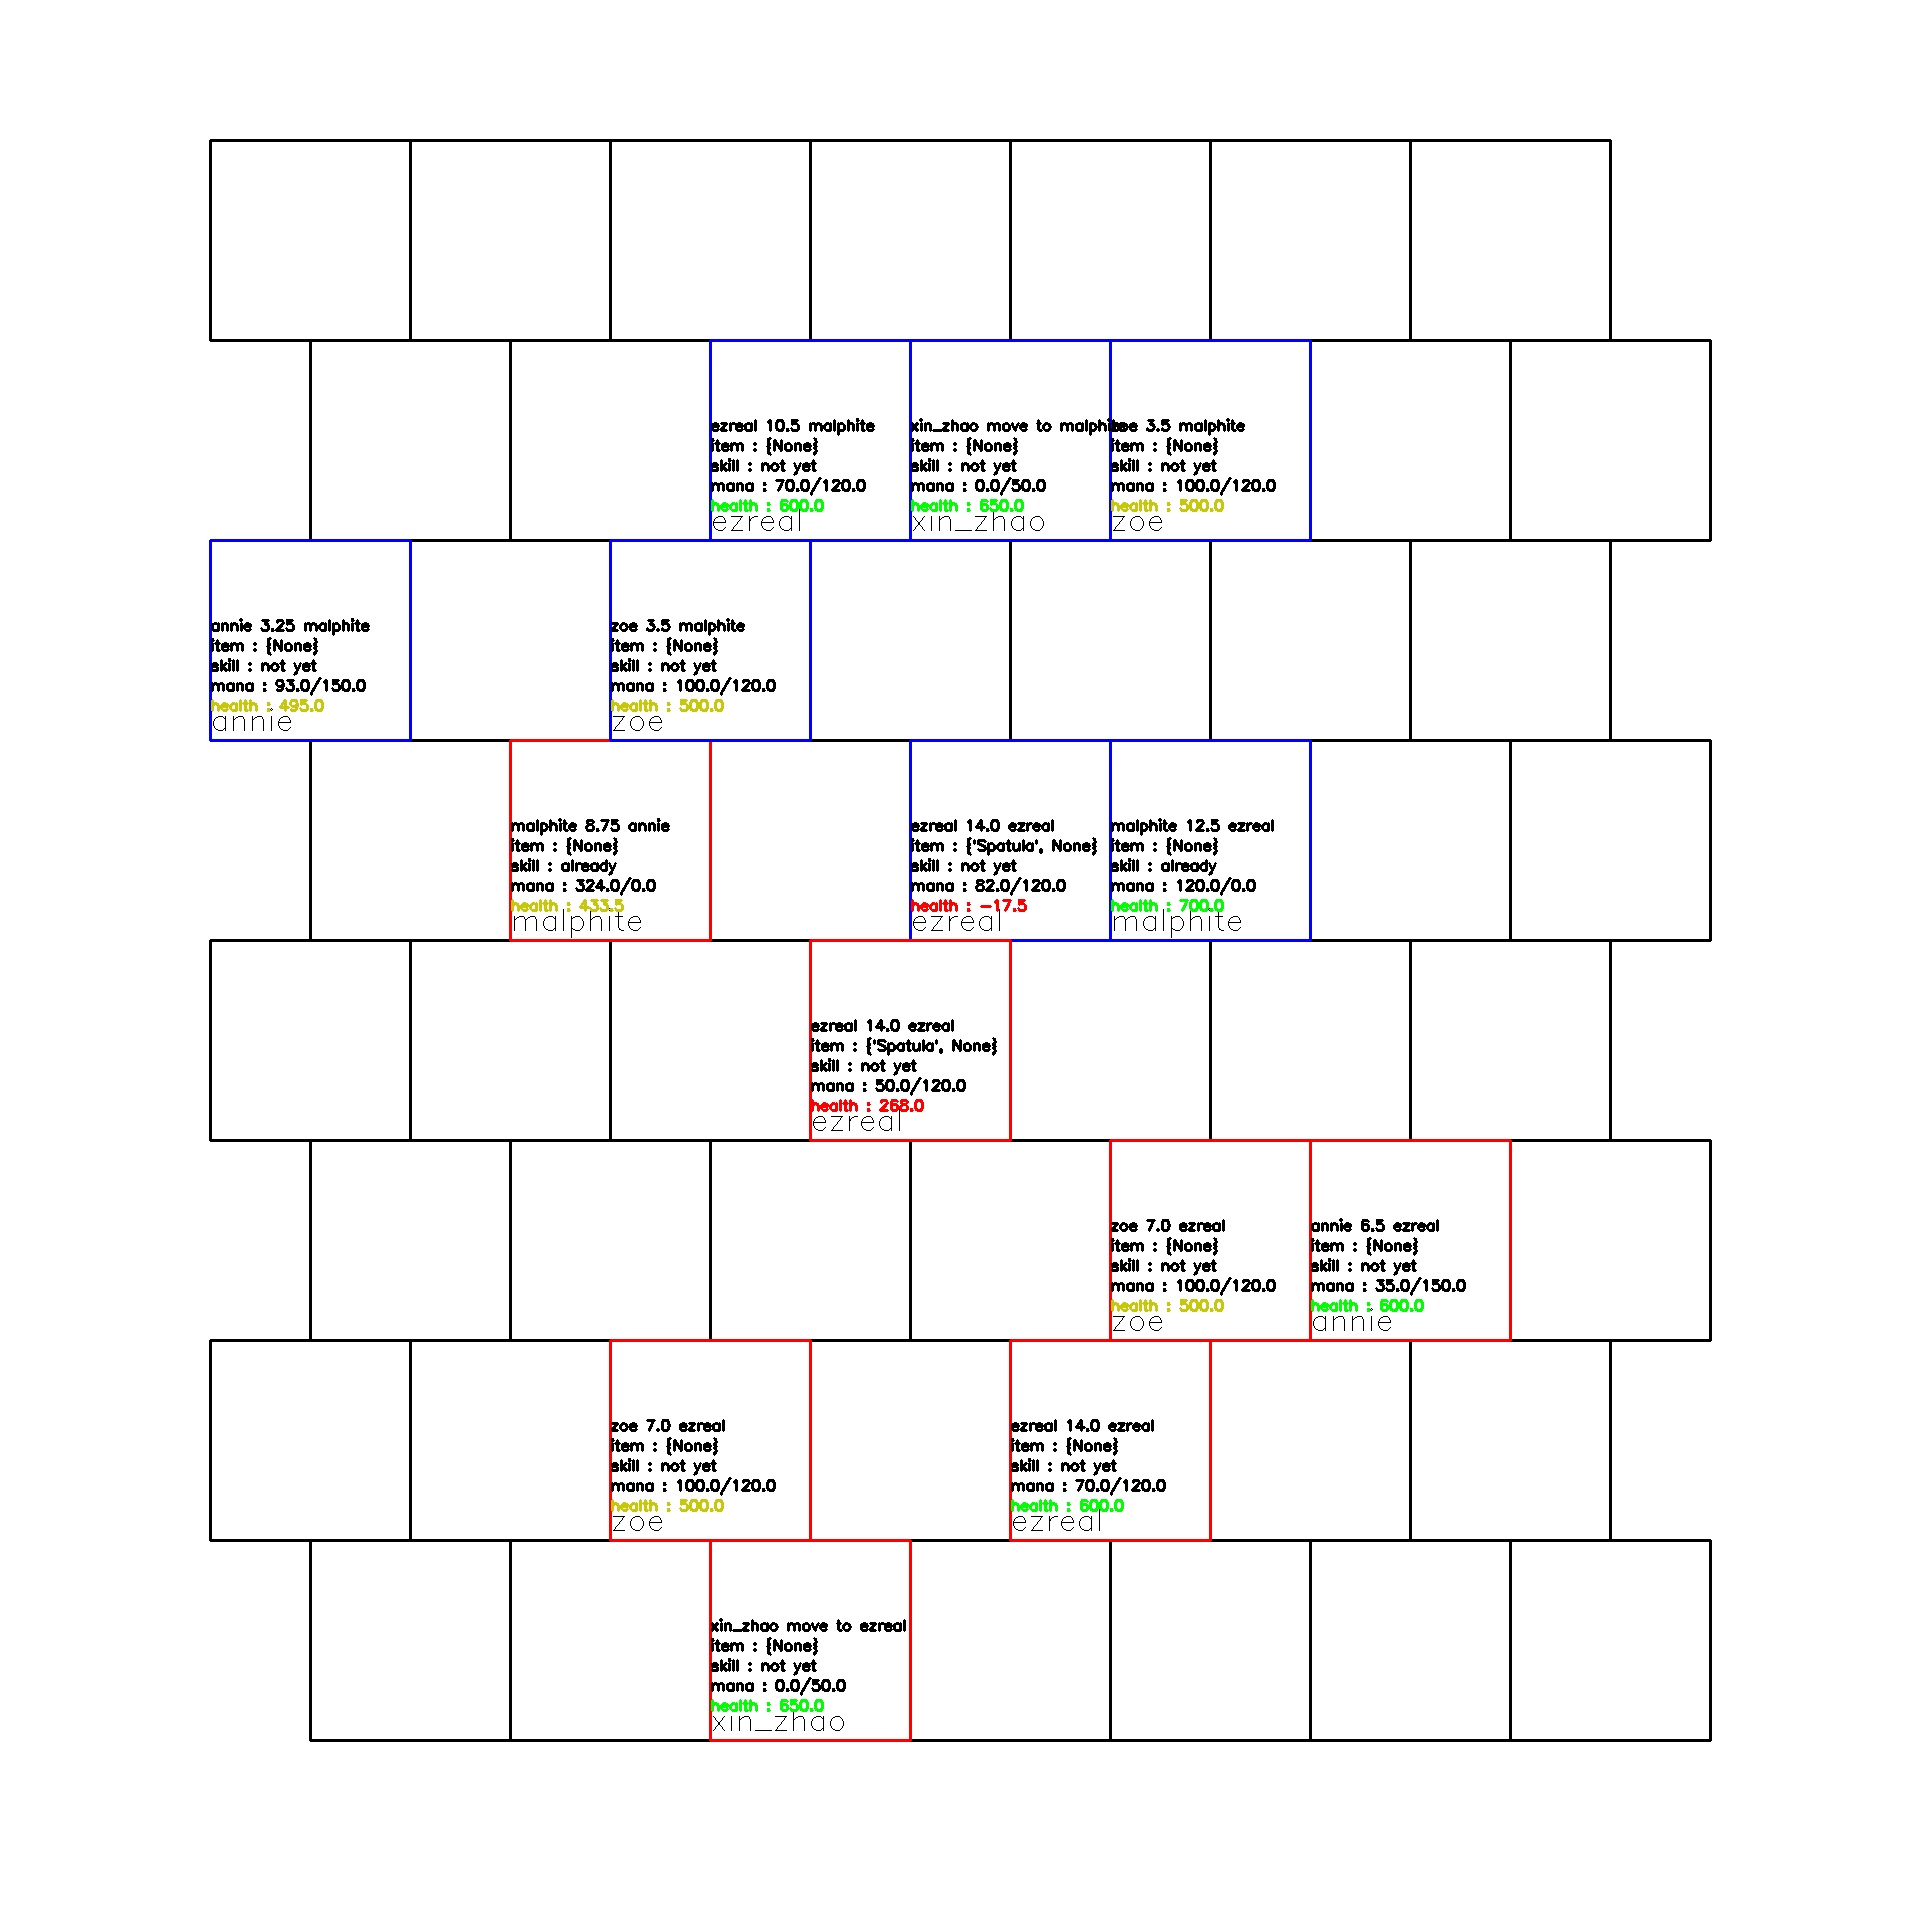 ezreal 10.5 malphite
item : {None}
skill : not yet
mana : 70.0/120.0
health : 600.0
ezreal
xin_zhao move to malphite
item : {None}
skill : not yet
mana : 0.0/50.0
health : 650.0
xin_zhao
zoe 3.5 malphite
item : {None}
skill : not yet
mana : 100.0/120.0
health : 500.0
zoe
annie 3.25 malphite
item : {None}
skill : not yet
mana : 93.0/150.0
health : 495.0
annie
zoe 3.5 malphite
item : {None}
skill : not yet
mana : 100.0/120.0
health : 500.0
zoe
malphite 8.75 annie
item : {None}
skill : already
mana : 324.0/0.0
health : 433.5
malphite
ezreal 14.0 ezreal
item : {'Spatula', None}
skill : not yet
mana : 82.0/120.0
health : -17.5
ezreal
malphite 12.5 ezreal
item : {None}
skill : already
mana : 120.0/0.0
health : 700.0
malphite
ezreal 14.0 ezreal
item : {'Spatula', None}
skill : not yet
mana : 50.0/120.0
health : 268.0
ezreal
zoe 7.0 ezreal
item : {None}
skill : not yet
mana : 100.0/120.0
health : 500.0
zoe
annie 6.5 ezreal
item : {None}
skill : not yet
mana : 35.0/150.0
health : 600.0
annie
zoe 7.0 ezreal
item : {None}
skill : not yet
mana : 100.0/120.0
health : 500.0
zoe
ezreal 14.0 ezreal
item : {None}
skill : not yet
mana : 70.0/120.0
health : 600.0
ezreal
xin_zhao move to ezreal
item : {None}
skill : not yet
mana : 0.0/50.0
health : 650.0
xin_zhao